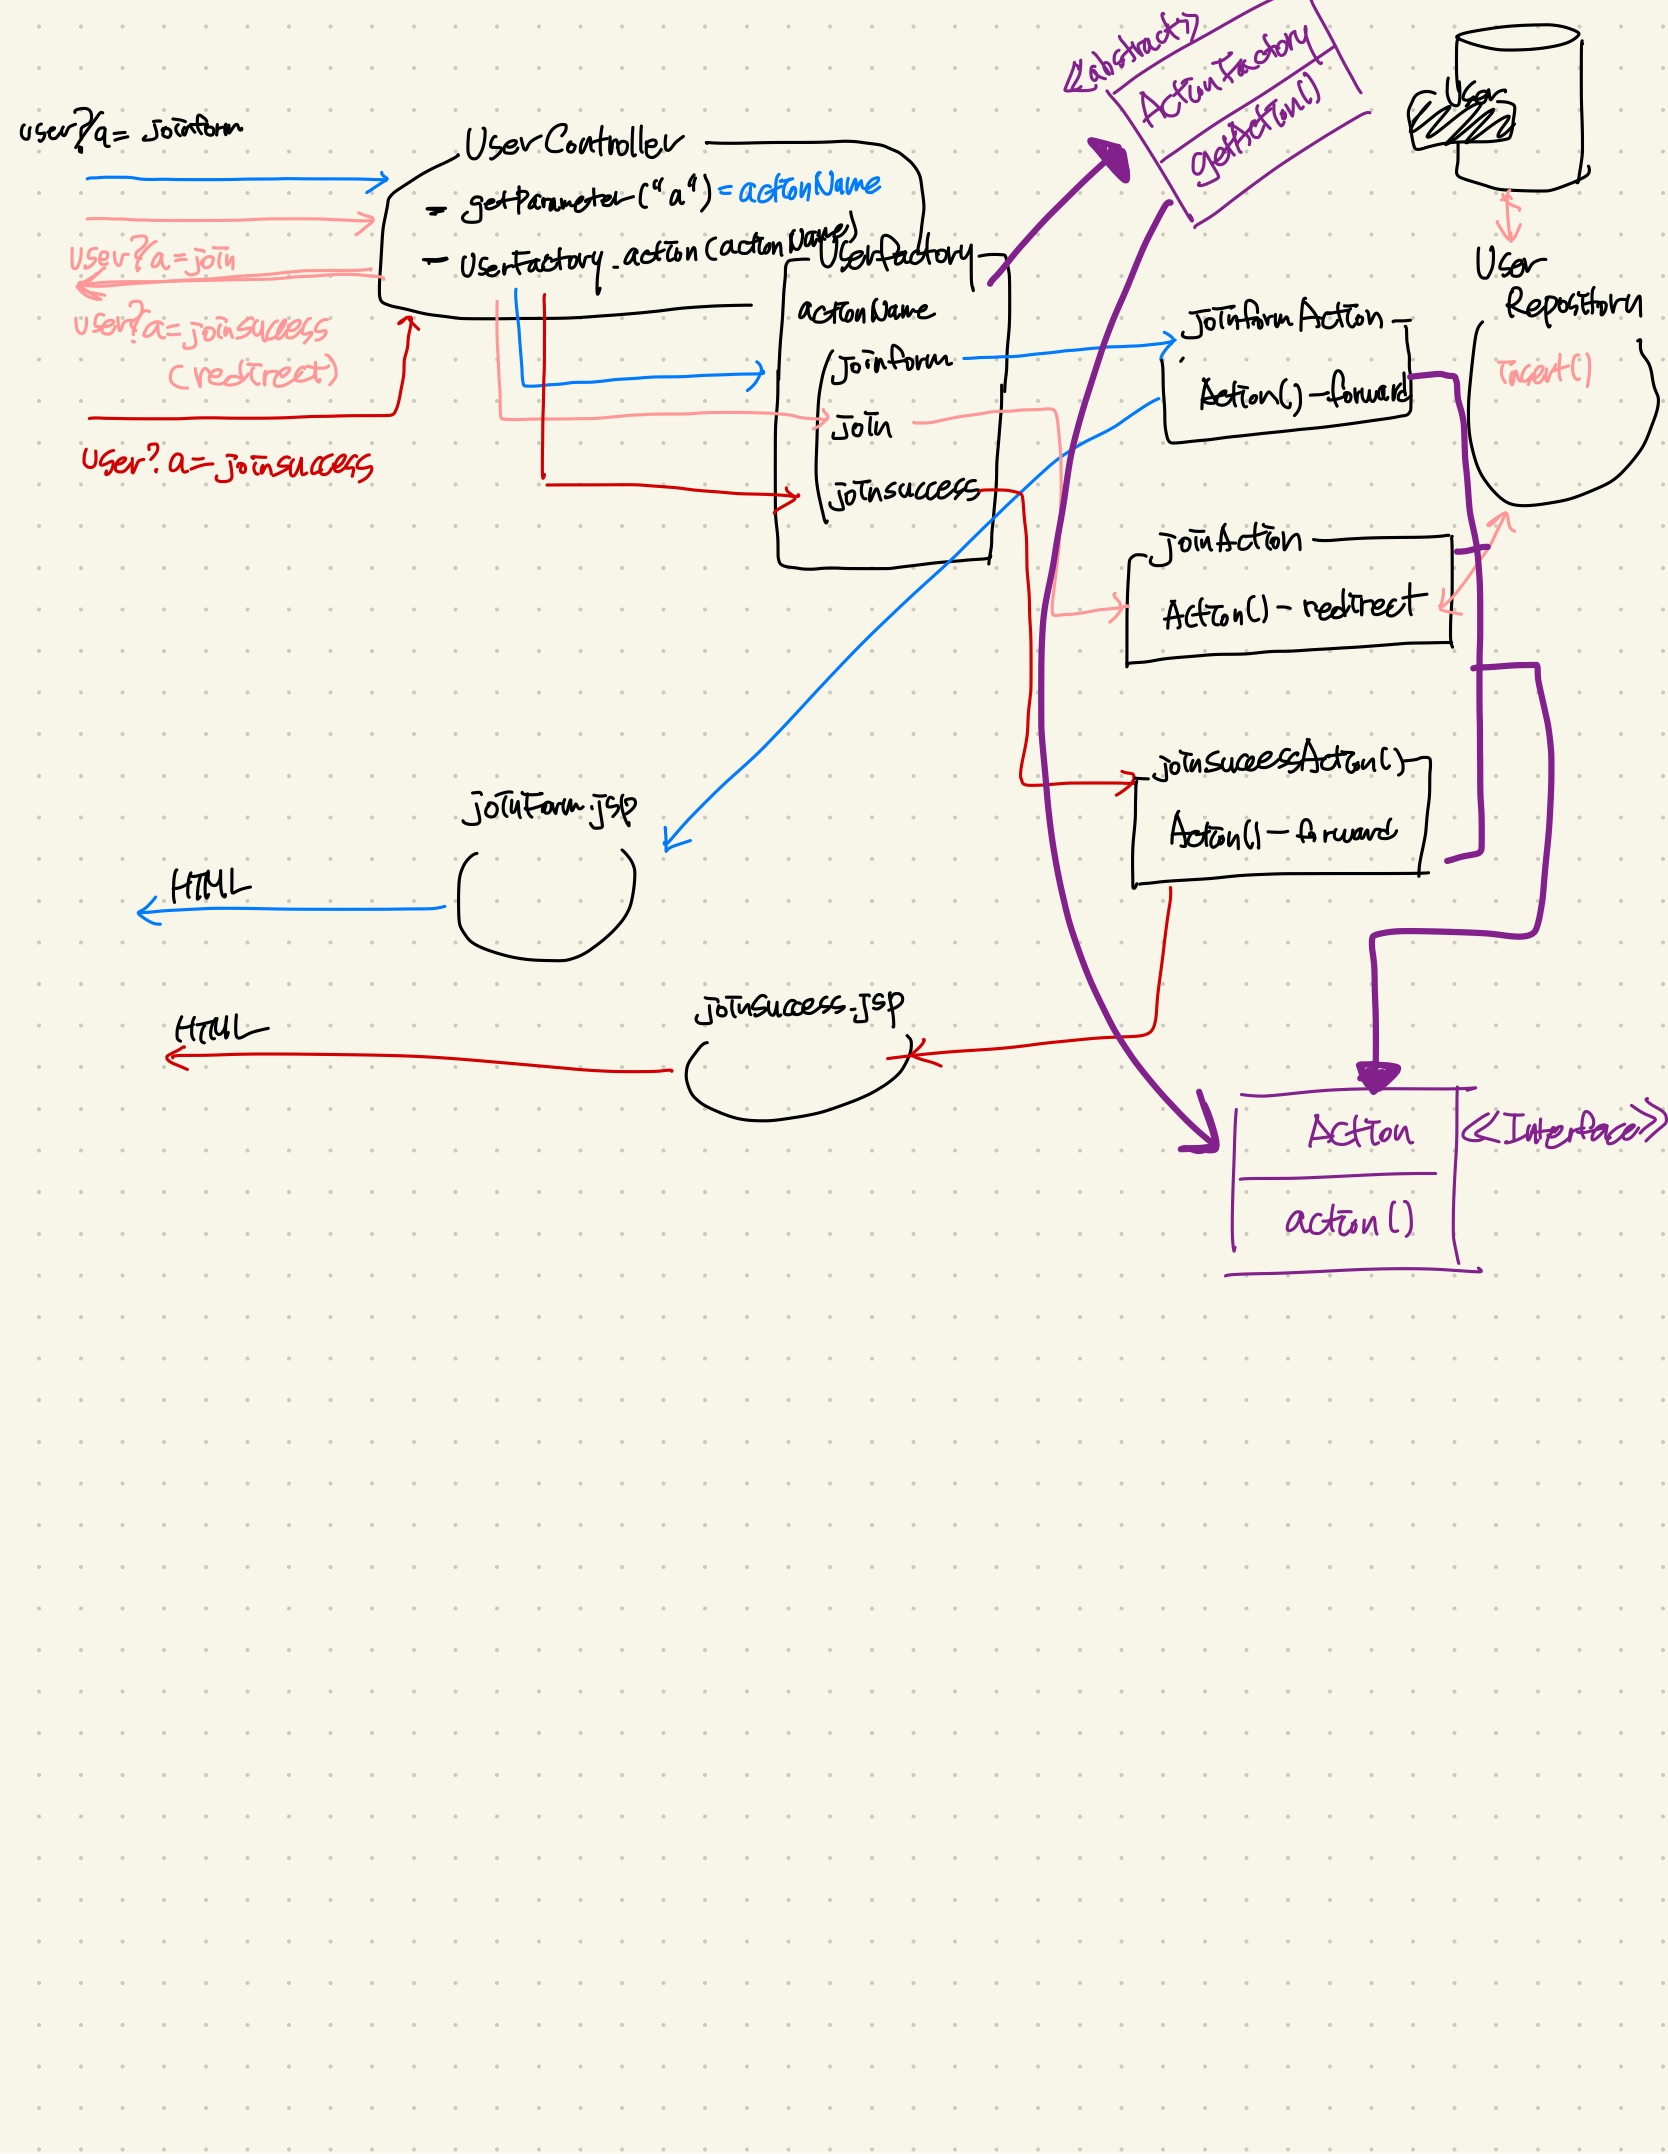 user?a= joinform
UserController
- getParameter("a") = actionName
- UserFactory.action(actionName)
User?a=join
User?a=joinsuccess
(redirect)
User?a=joinsuccess
Userfactory
actionName
joinform
join
joinsuccess
<<abstract>>
ActionFactory
getAction()
User
User
Repository
insert()
joinformAction
Action() - forward
joinAction
Action() - redirect
joinsuccessAction()
Action() - forward
joinForm.jsp
HTML
joinsuccess.jsp
HTML
Action
<<Interface>>
action()